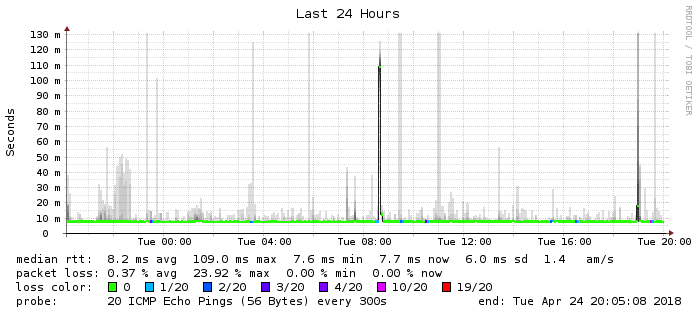 Last 24 Hours
RRDTOOL / TOBI OETIKER
Seconds
130 m
120 m
110 m
100 m
90 m
80 m
70 m
60 m
50 m
40 m
30 m
20 m
10 m
0
Tue 00:00 Tue 04:00 Tue 08:00 Tue 12:00 Tue 16:00 Tue 20:00
median rtt: 8.2 ms avg 109.0 ms max 7.6 ms min 7.7 ms now 6.0 ms sd 1.4 am/s
packet loss: 0.37 % avg 23.92 % max 0.00 % min 0.00 % now
loss color: 0 1/20 2/20 3/20 4/20 10/20 19/20
probe: 20 ICMP Echo Pings (56 Bytes) every 300s end: Tue Apr 24 20:05:08 2018